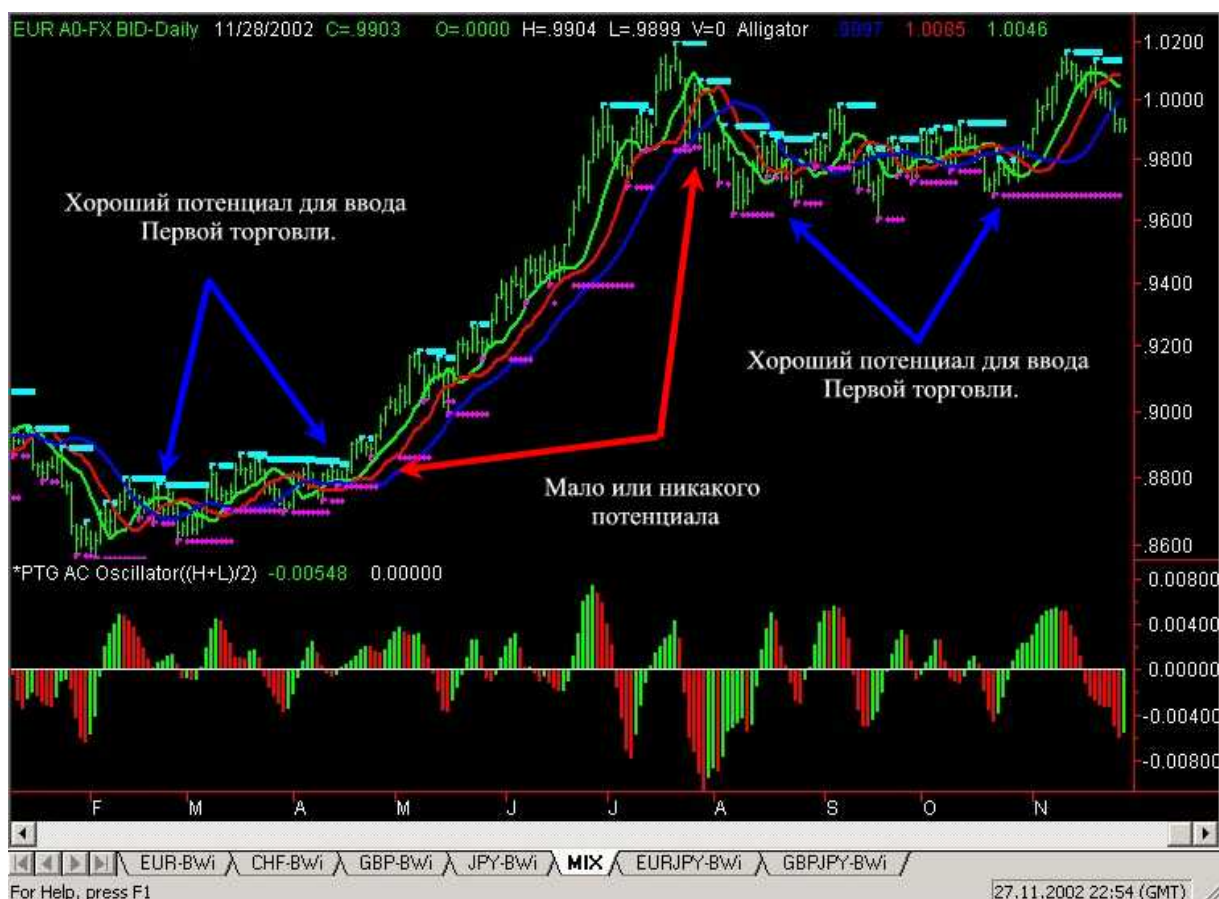 EUR A0-FX BID-Daily 11/28/2002 C=.9903 O=.0000 H=.9904 L=.9899 V=0 Alligator .9997 1.0085 1.0046
1.0200
1.0000
.9800
.9600
.9400
.9200
.9000
.8800
.8600
Хороший потенциал для ввода
Первой торговли.
Хороший потенциал для ввода
Первой торговли.
Мало или никакого
потенциала
*PTG AC Oscillator((H+L)/2) -0.00548 0.00000
0.00800
0.00400
0.00000
-0.00400
-0.00800
F M A M J J A S O N
EUR-BWi CHF-BWi GBP-BWi JPY-BWi MIX EURJPY-BWi GBPJPY-BWi
For Help, press F1
27.11.2002 22:54 (GMT)